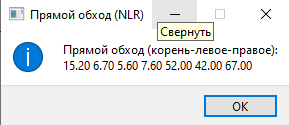 Прямой обход (NLR)
Свернуть
Прямой обход (корень-левое-правое):
15.20 6.70 5.60 7.60 52.00 42.00 67.00
OK